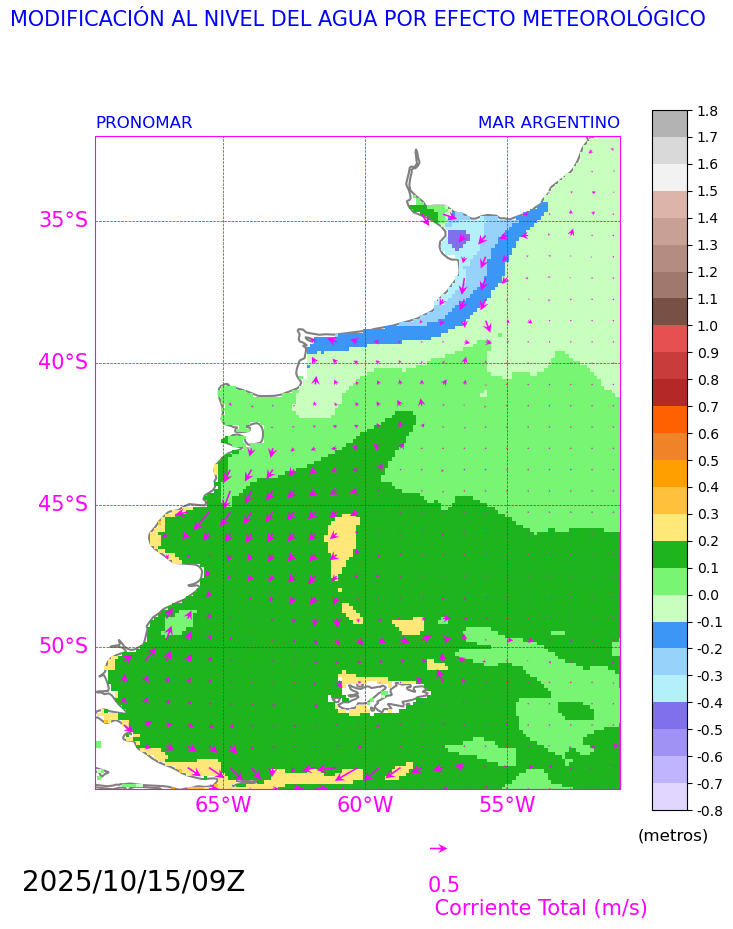 MODIFICACIÓN AL NIVEL DEL AGUA POR EFECTO METEOROLÓGICO
PRONOMAR MAR ARGENTINO
35°S
40°S
45°S
50°S
65°W 60°W 55°W
1.8
1.7
1.6
1.5
1.4
1.3
1.2
1.1
1.0
0.9
0.8
0.7
0.6
0.5
0.4
0.3
0.2
0.1
0.0
-0.1
-0.2
-0.3
-0.4
-0.5
-0.6
-0.7
-0.8
(metros)
2025/10/15/09Z
0.5
Corriente Total (m/s)